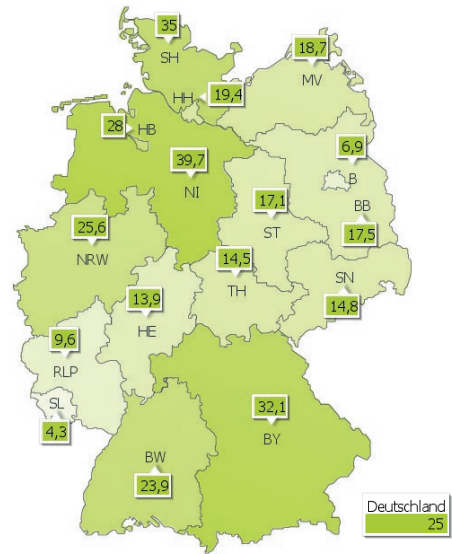 35
SH
18,7
MV
HH
19,4
28
HB
6,9
B
39,7
NI
17,1
ST
BB
17,5
25,6
NRW
14,5
TH
SN
14,8
13,9
HE
9,6
RLP
SL
4,3
32,1
BY
BW
23,9
Deutschland
25